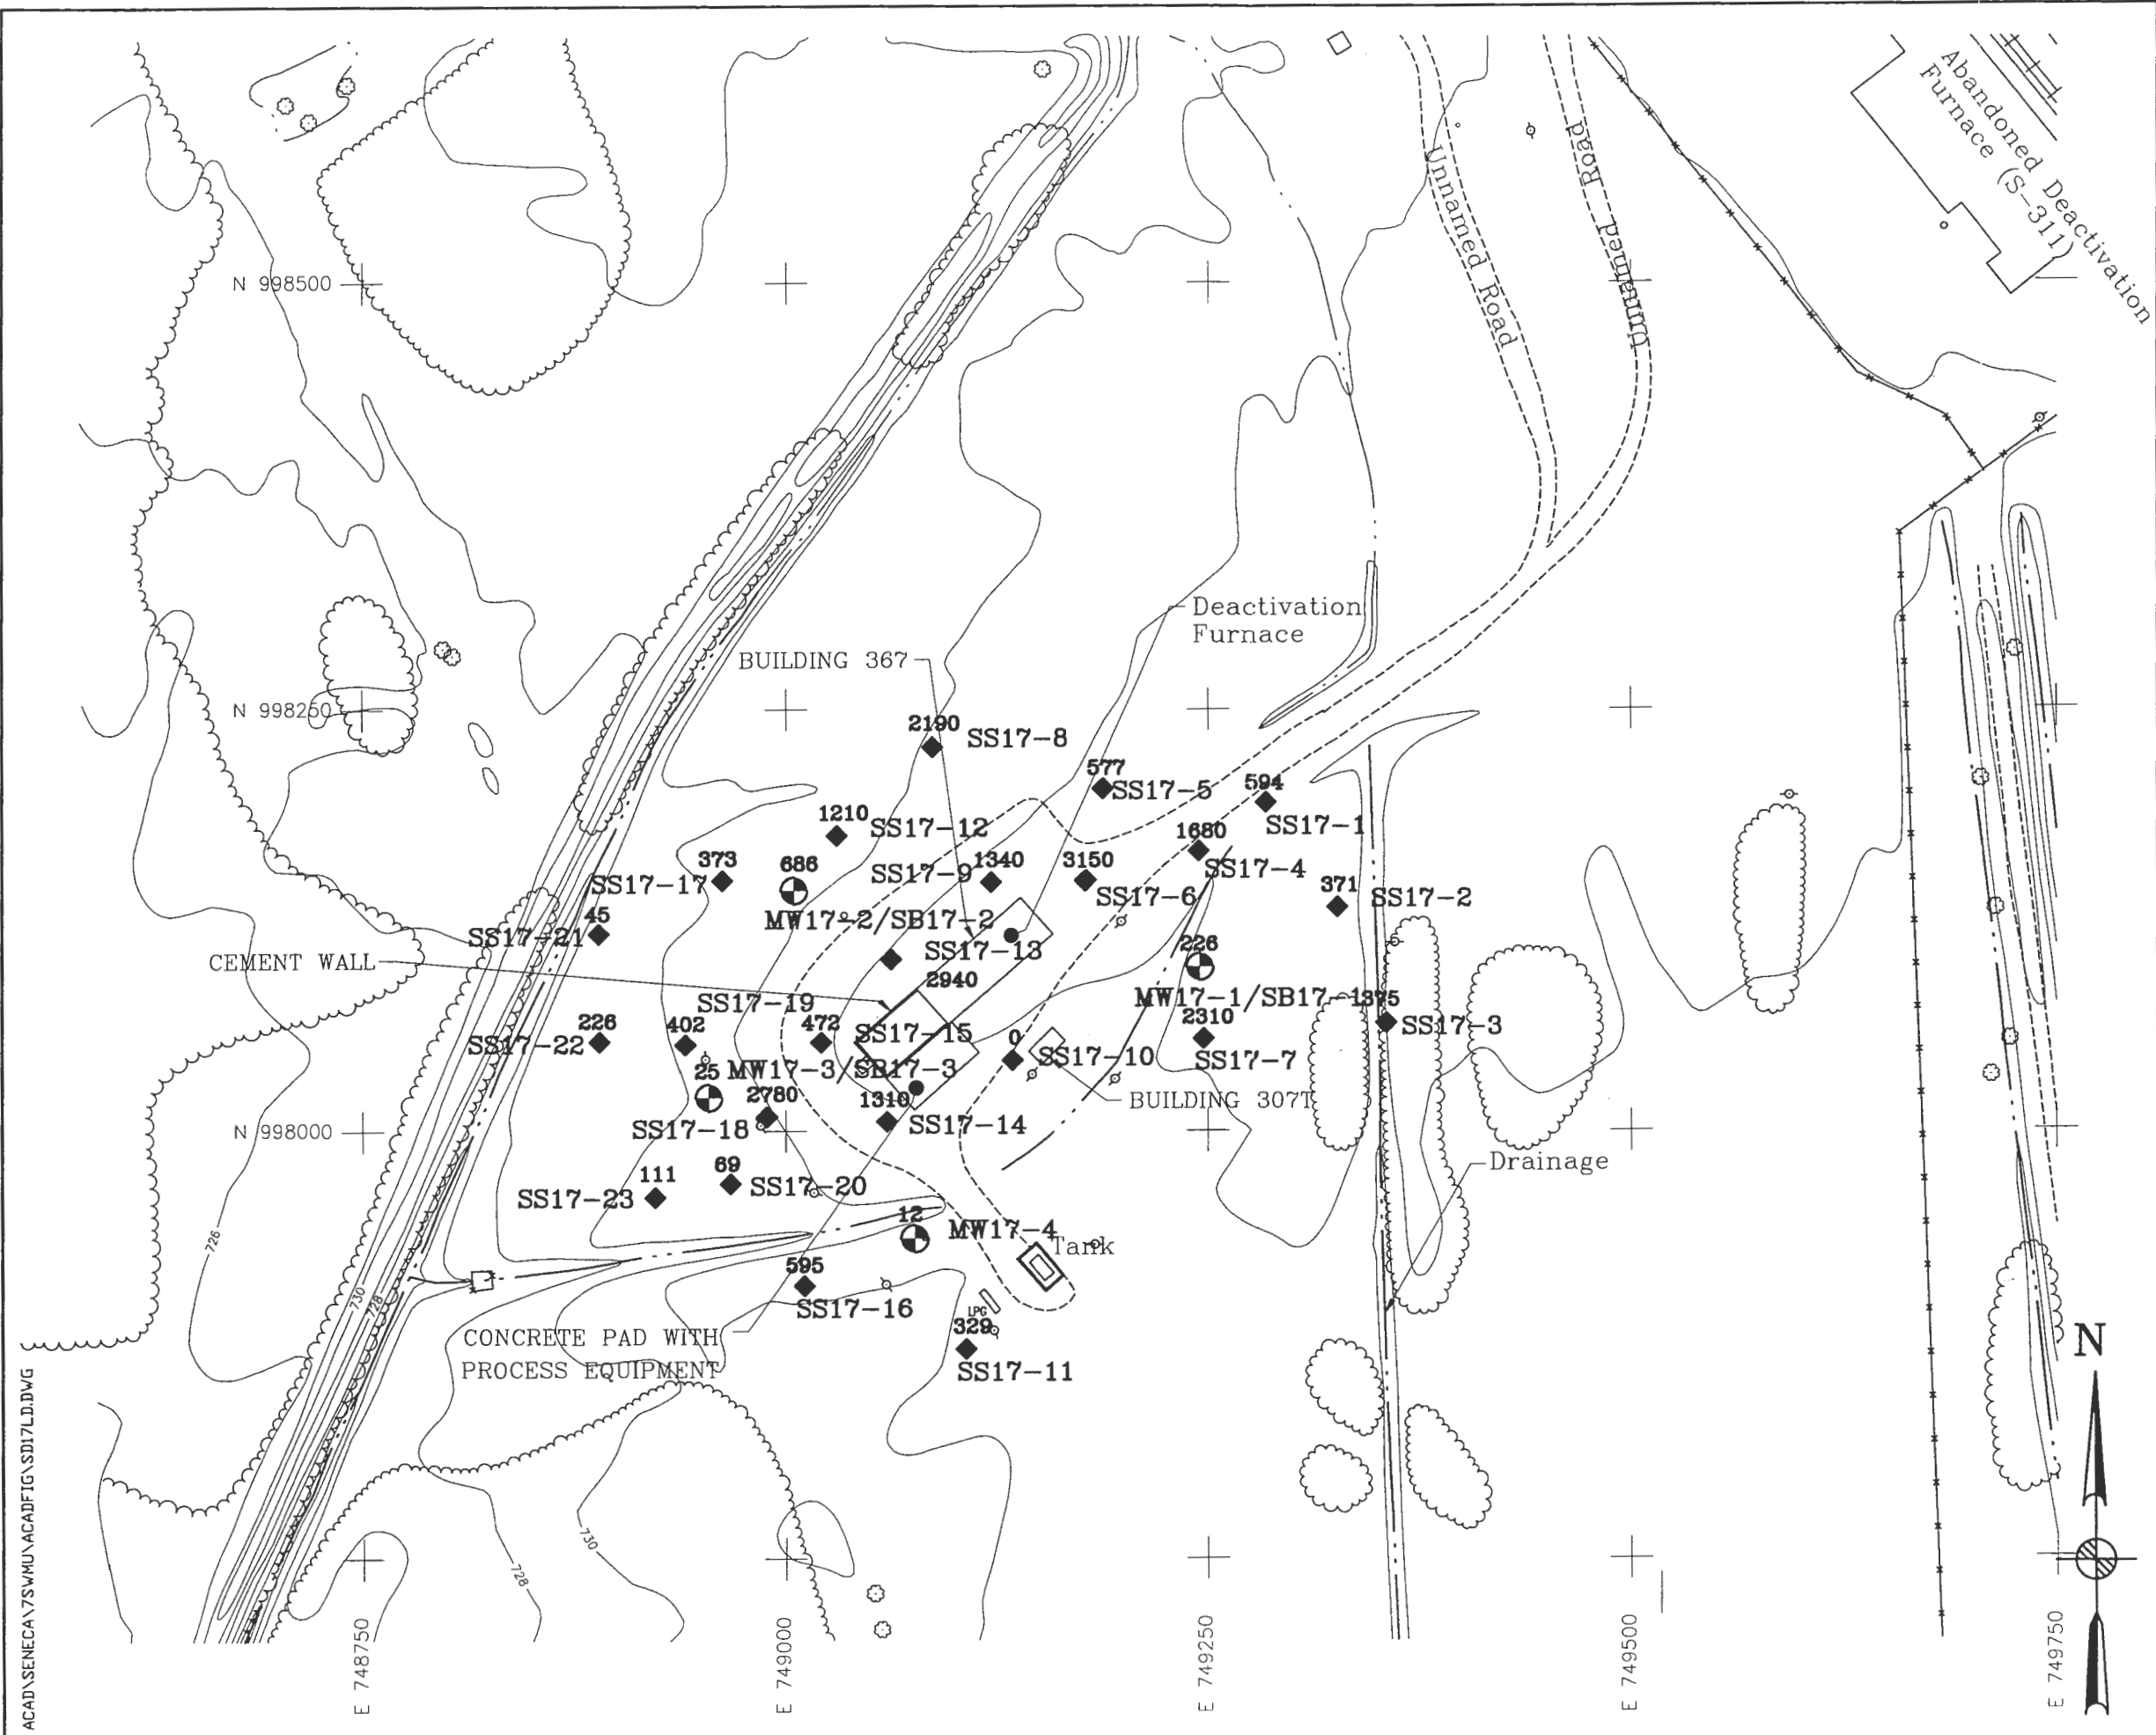 Abandoned Deactivation
Furnace (S-311)
Unnamed Road
Unnamed Road
N 998500
Deactivation
Furnace
BUILDING 367
N 998250
2190
SS17-8
577
SS17-5
594
SS17-1
1210
SS17-12
1680
SS17-4
373
SS17-17
686
MW17-2/SB17-2
SS17-9
1340
3150
SS17-6
371
SS17-2
45
SS17-21
CEMENT WALL
SS17-13
2940
226
MW17-1/SB17-1
1375
SS17-3
SS17-19
402
472
SS17-15
226
SS17-22
0
SS17-10
2310
SS17-7
25
MW17-3/SB17-3
2780
SS17-18
1310
SS17-14
BUILDING 307T
N 998000
Drainage
111
SS17-23
69
SS17-20
12
MW17-4
Tank
726
730
728
595
SS17-16
LPG
329
SS17-11
CONCRETE PAD WITH
PROCESS EQUIPMENT
N
730
728
E 748750
E 749000
E 749250
E 749500
E 749750
ACAD\SENECA\7SWMU\ACADFIG\SD17LD.DWG